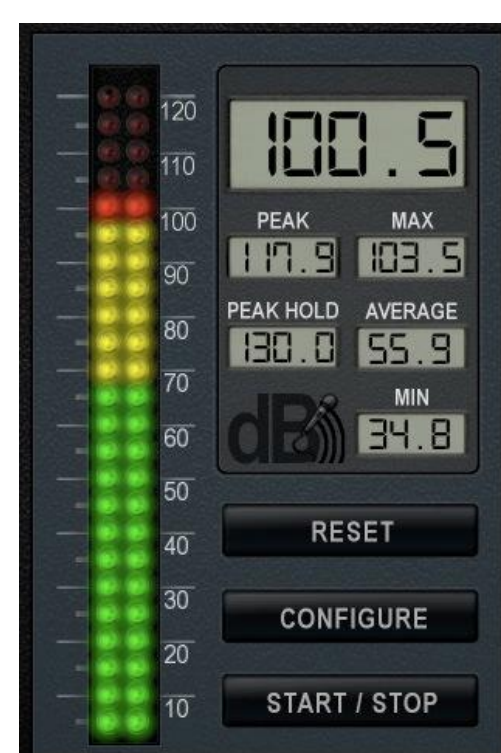 120
110
100
90
80
70
60
50
40
30
20
10
100.5
PEAK MAX
117.9 103.5
PEAK HOLD AVERAGE
130.0 55.9
MIN
dB 34.8
RESET
CONFIGURE
START / STOP